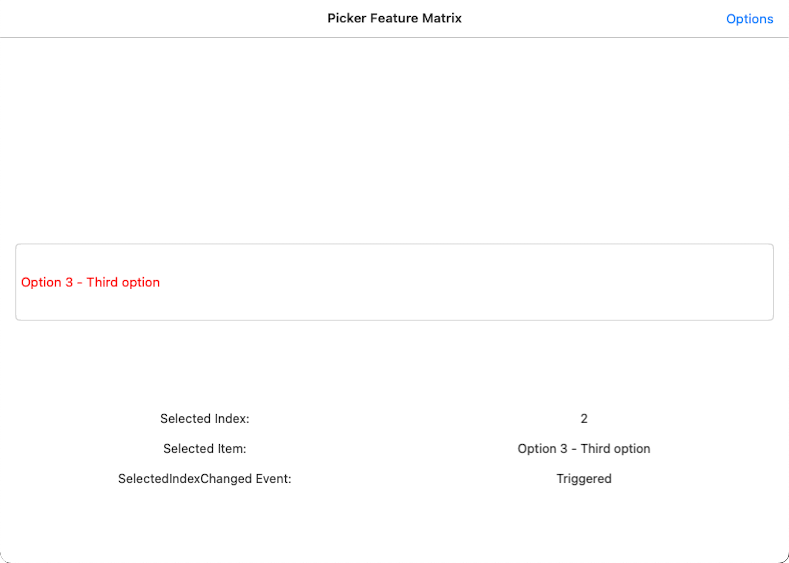 Picker Feature Matrix
Options
Option 3 - Third option
Selected Index: 2
Selected Item: Option 3 - Third option
SelectedIndexChanged Event: Triggered